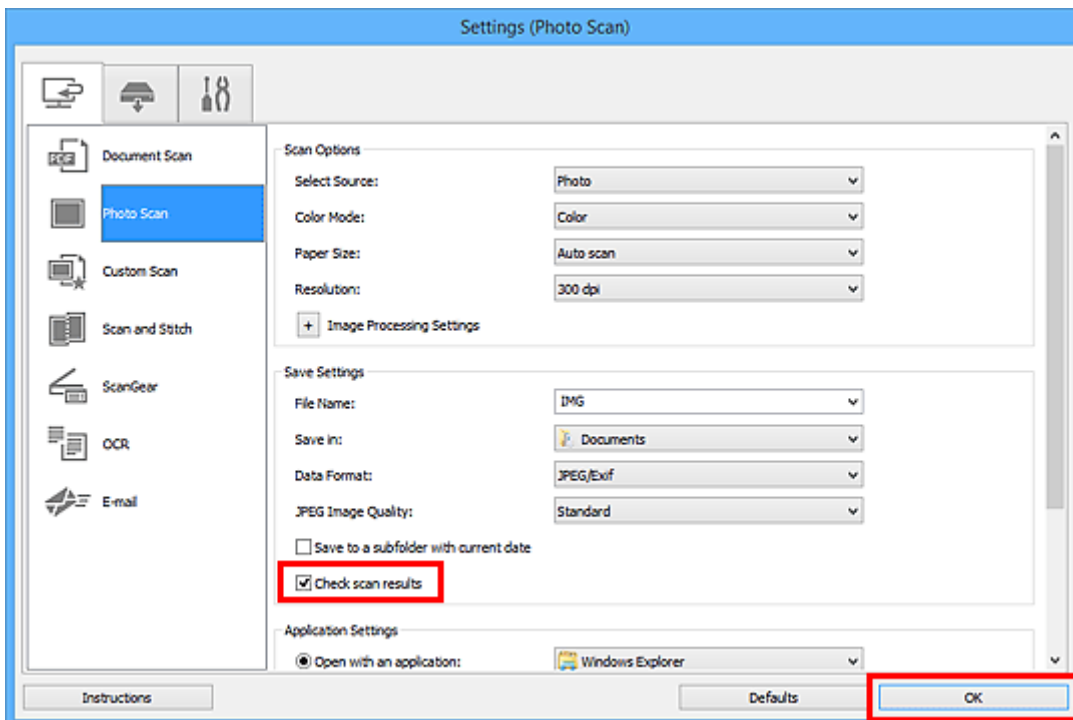 Settings (Photo Scan)
Document Scan
Photo Scan
Custom Scan
Scan and Stitch
ScanGear
OCR
E-mail
Scan Options
Select Source: Photo
Color Mode: Color
Paper Size: Auto scan
Resolution: 300 dpi
+ Image Processing Settings
Save Settings
File Name: IMG
Save in: Documents
Data Format: JPEG/Exif
JPEG Image Quality: Standard
Save to a subfolder with current date
Check scan results
Application Settings
Open with an application: Windows Explorer
Instructions Defaults OK